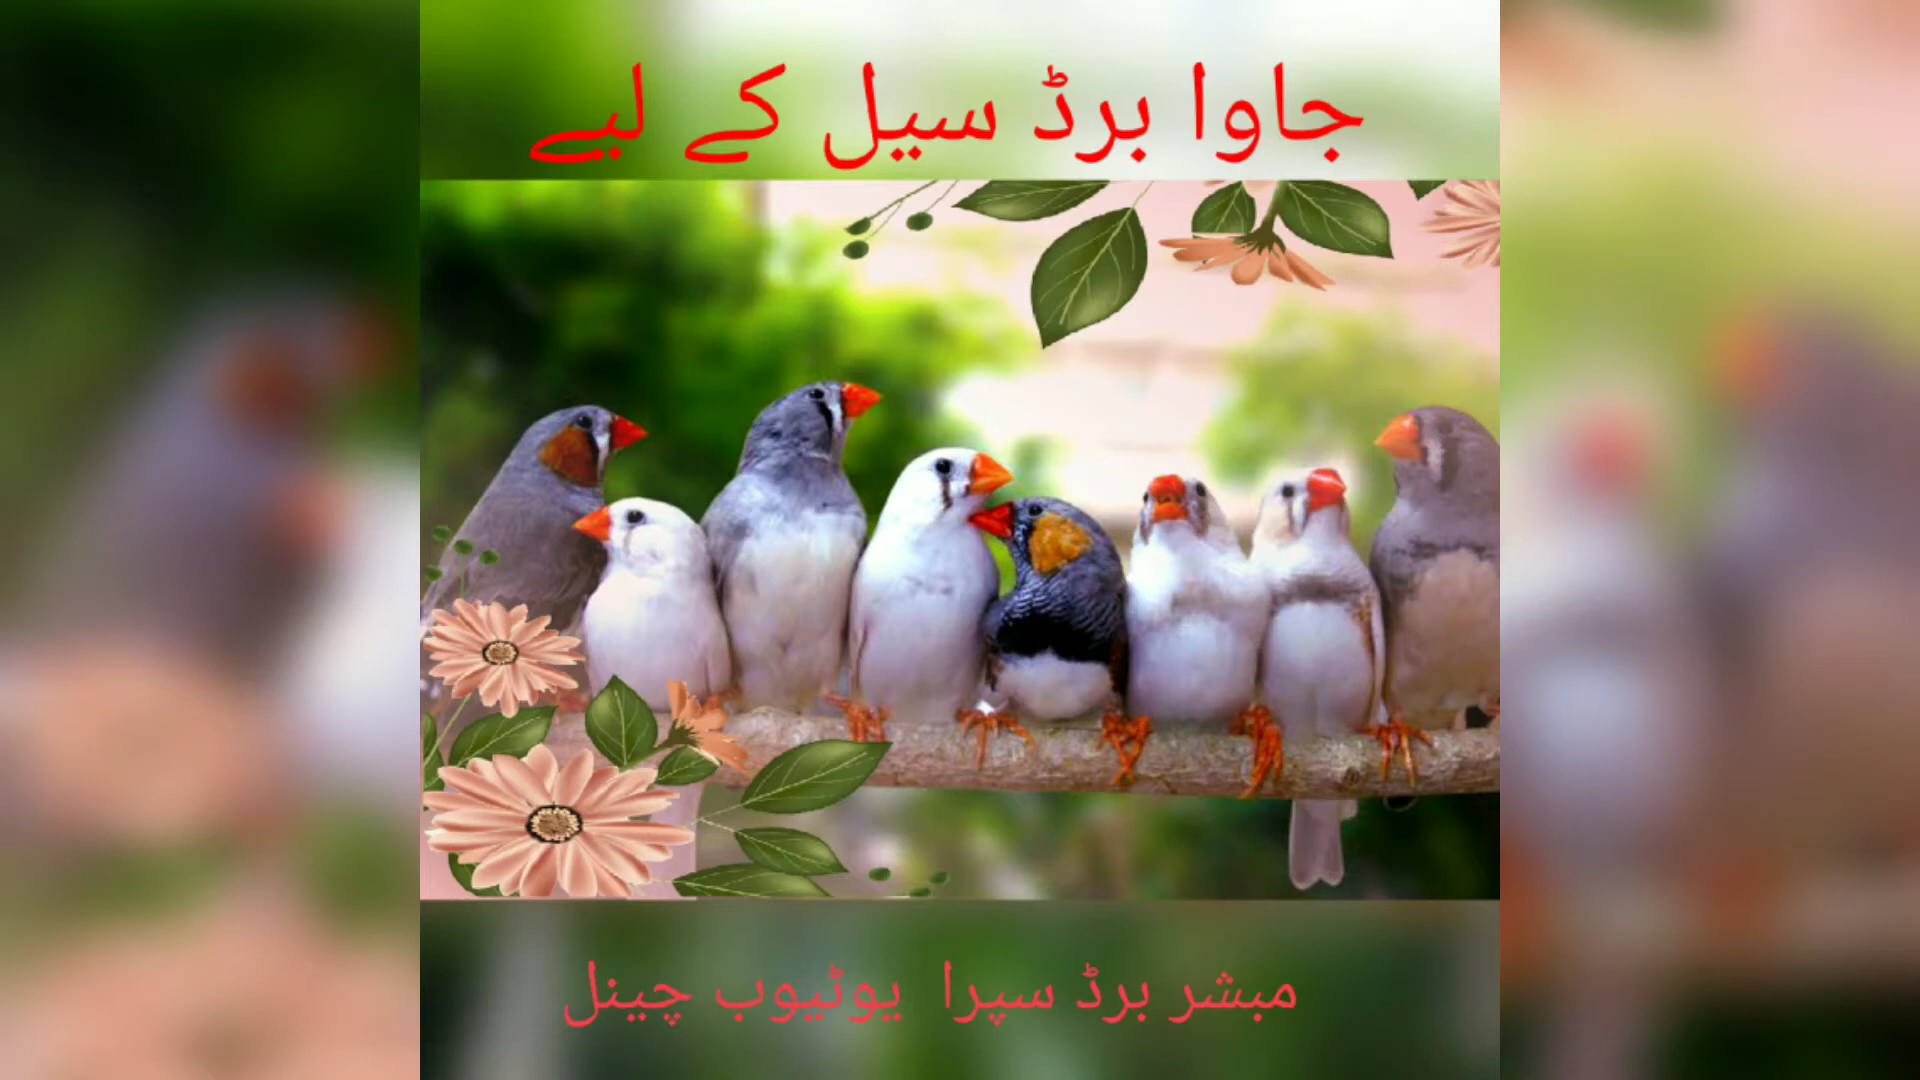 جاوا برڈ سیل کے لیے
مبشر برڈ سپرا یوٹیوب چینل